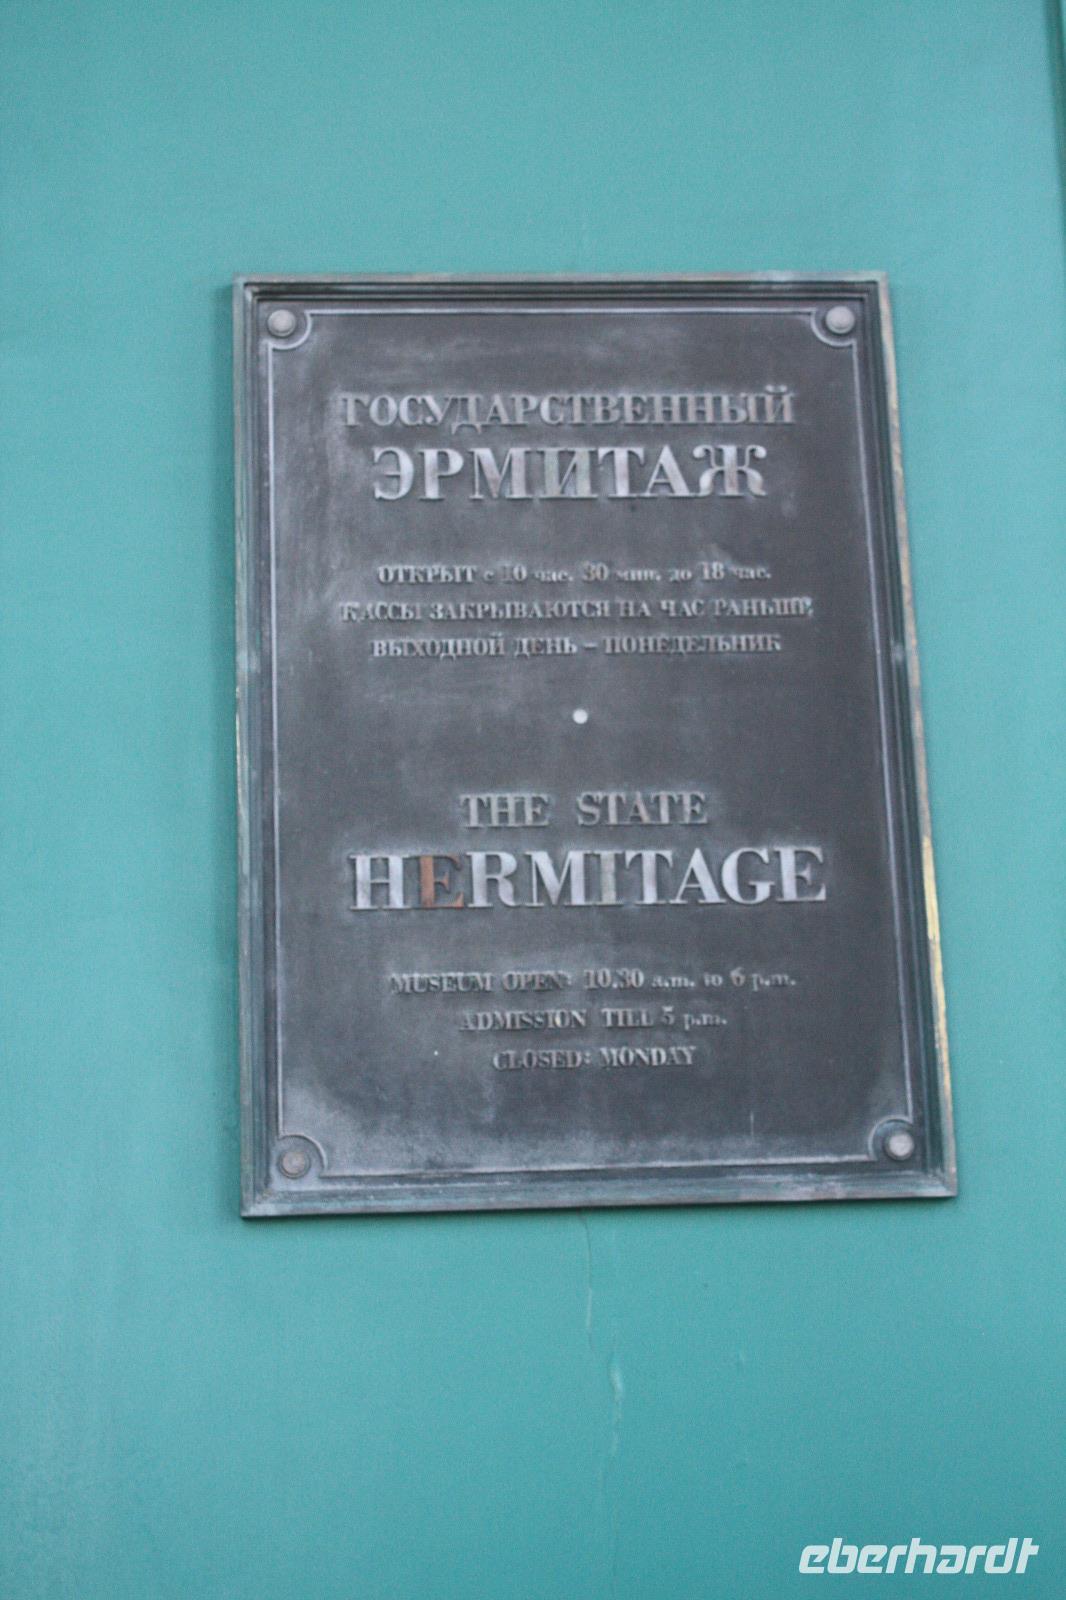 ГОСУДАРСТВЕННЫЙ
ЭРМИТАЖ
ОТКРЫТ с 10 час. 30 мин. до 18 час.
КАССЫ ЗАКРЫВАЮТСЯ НА ЧАС РАНЬШЕ
ВЫХОДНОЙ ДЕНЬ – ПОНЕДЕЛЬНИК
THE STATE
HERMITAGE
MUSEUM OPEN: 10.30 a.m. to 6 p.m.
ADMISSION TILL 5 p.m.
CLOSED: MONDAY
eberhardt